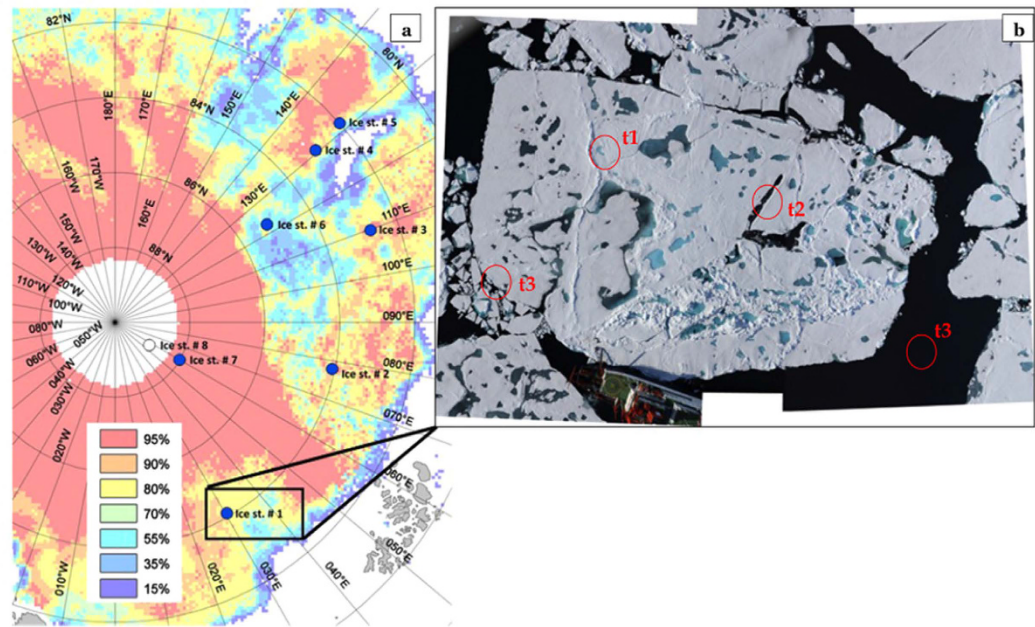 a
82°N
180°E
170°E
84°N
150°E
140°E
80°N
Ice st. # 5
Ice st. # 4
160°W
170°W
86°N
130°E
160°E
150°W
140°W
130°W
120°W
110°W
100°W
080°W
060°W
050°W
040°W
030°W
020°W
88°N
Ice st. # 6
110°E
Ice st. # 3
100°E
090°E
Ice st. # 8
Ice st. # 7
080°E
Ice st. # 2
070°E
060°E
050°E
040°E
030°E
020°E
010°W
Ice st. # 1
95%
90%
80%
70%
55%
35%
15%
b
t1
t2
t3
t3